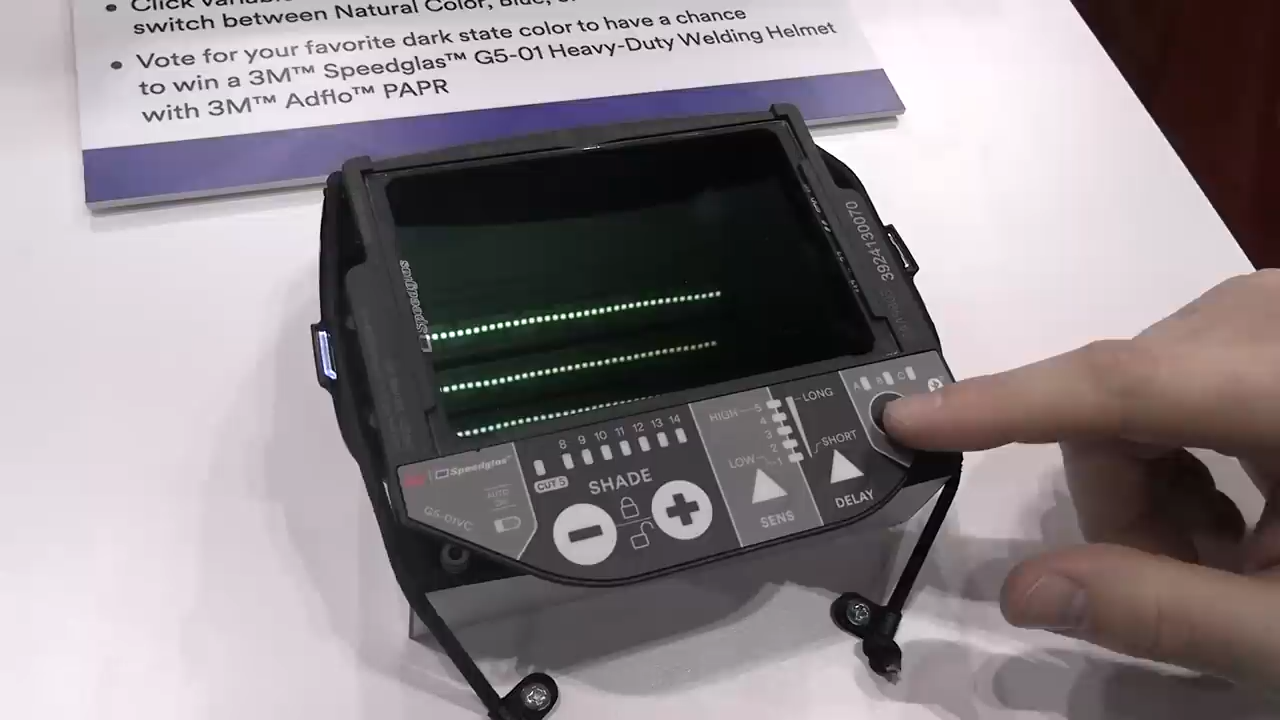 switch between Natural Color, Blue,
• Vote for your favorite dark state color to have a chance
to win a 3M™ Speedglas™ G5-01 Heavy-Duty Welding Helmet
with 3M™ Adflo™ PAPR
Speedglas
392413007O
A B C
8 9 10 11 12 13 14
CUT 5
SHADE
HIGH 5 LONG
4
3
2 SHORT
LOW 1
Speedglas™
AUTO
ON
G5-01VC
SENS
DELAY